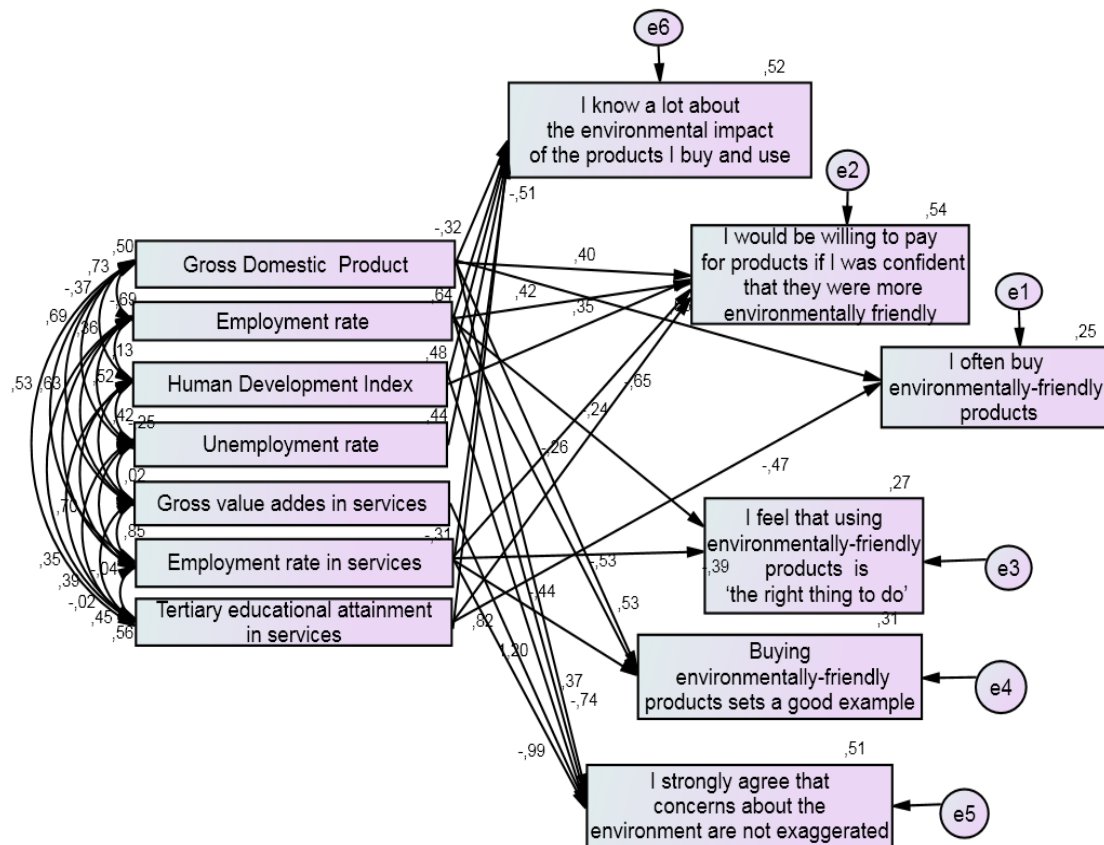 e6
,52
I know a lot about
the environmental impact
of the products I buy and use
e2
-,51
,54
-,32
,50
Gross Domestic  Product
,73
-,37
-,69
,40
I would be willing to pay
for products if I was confident
that they were more
environmentally friendly
e1
,64
,42
,69
,36
Employment rate
,35
,25
,13
,48
I often buy
environmentally-friendly
products
,53
,63
,52
Human Development Index
-,65
,42
-,25
,44
-,24
Unemployment rate
-,26
-,47
,02
Gross value addes in services
,27
,70
,85
-,31
I feel that using
environmentally-friendly
products  is
‘the right thing to do’
e3
,35
-,04
Employment rate in services
-,53
-,39
,39
-,02
-,44
,53
,45
,56
Tertiary educational attainment
in services
,82
1,20
,31
Buying
environmentally-friendly
products sets a good example
e4
,37
-,74
-,99
,51
I strongly agree that
concerns about the
environment are not exaggerated
e5